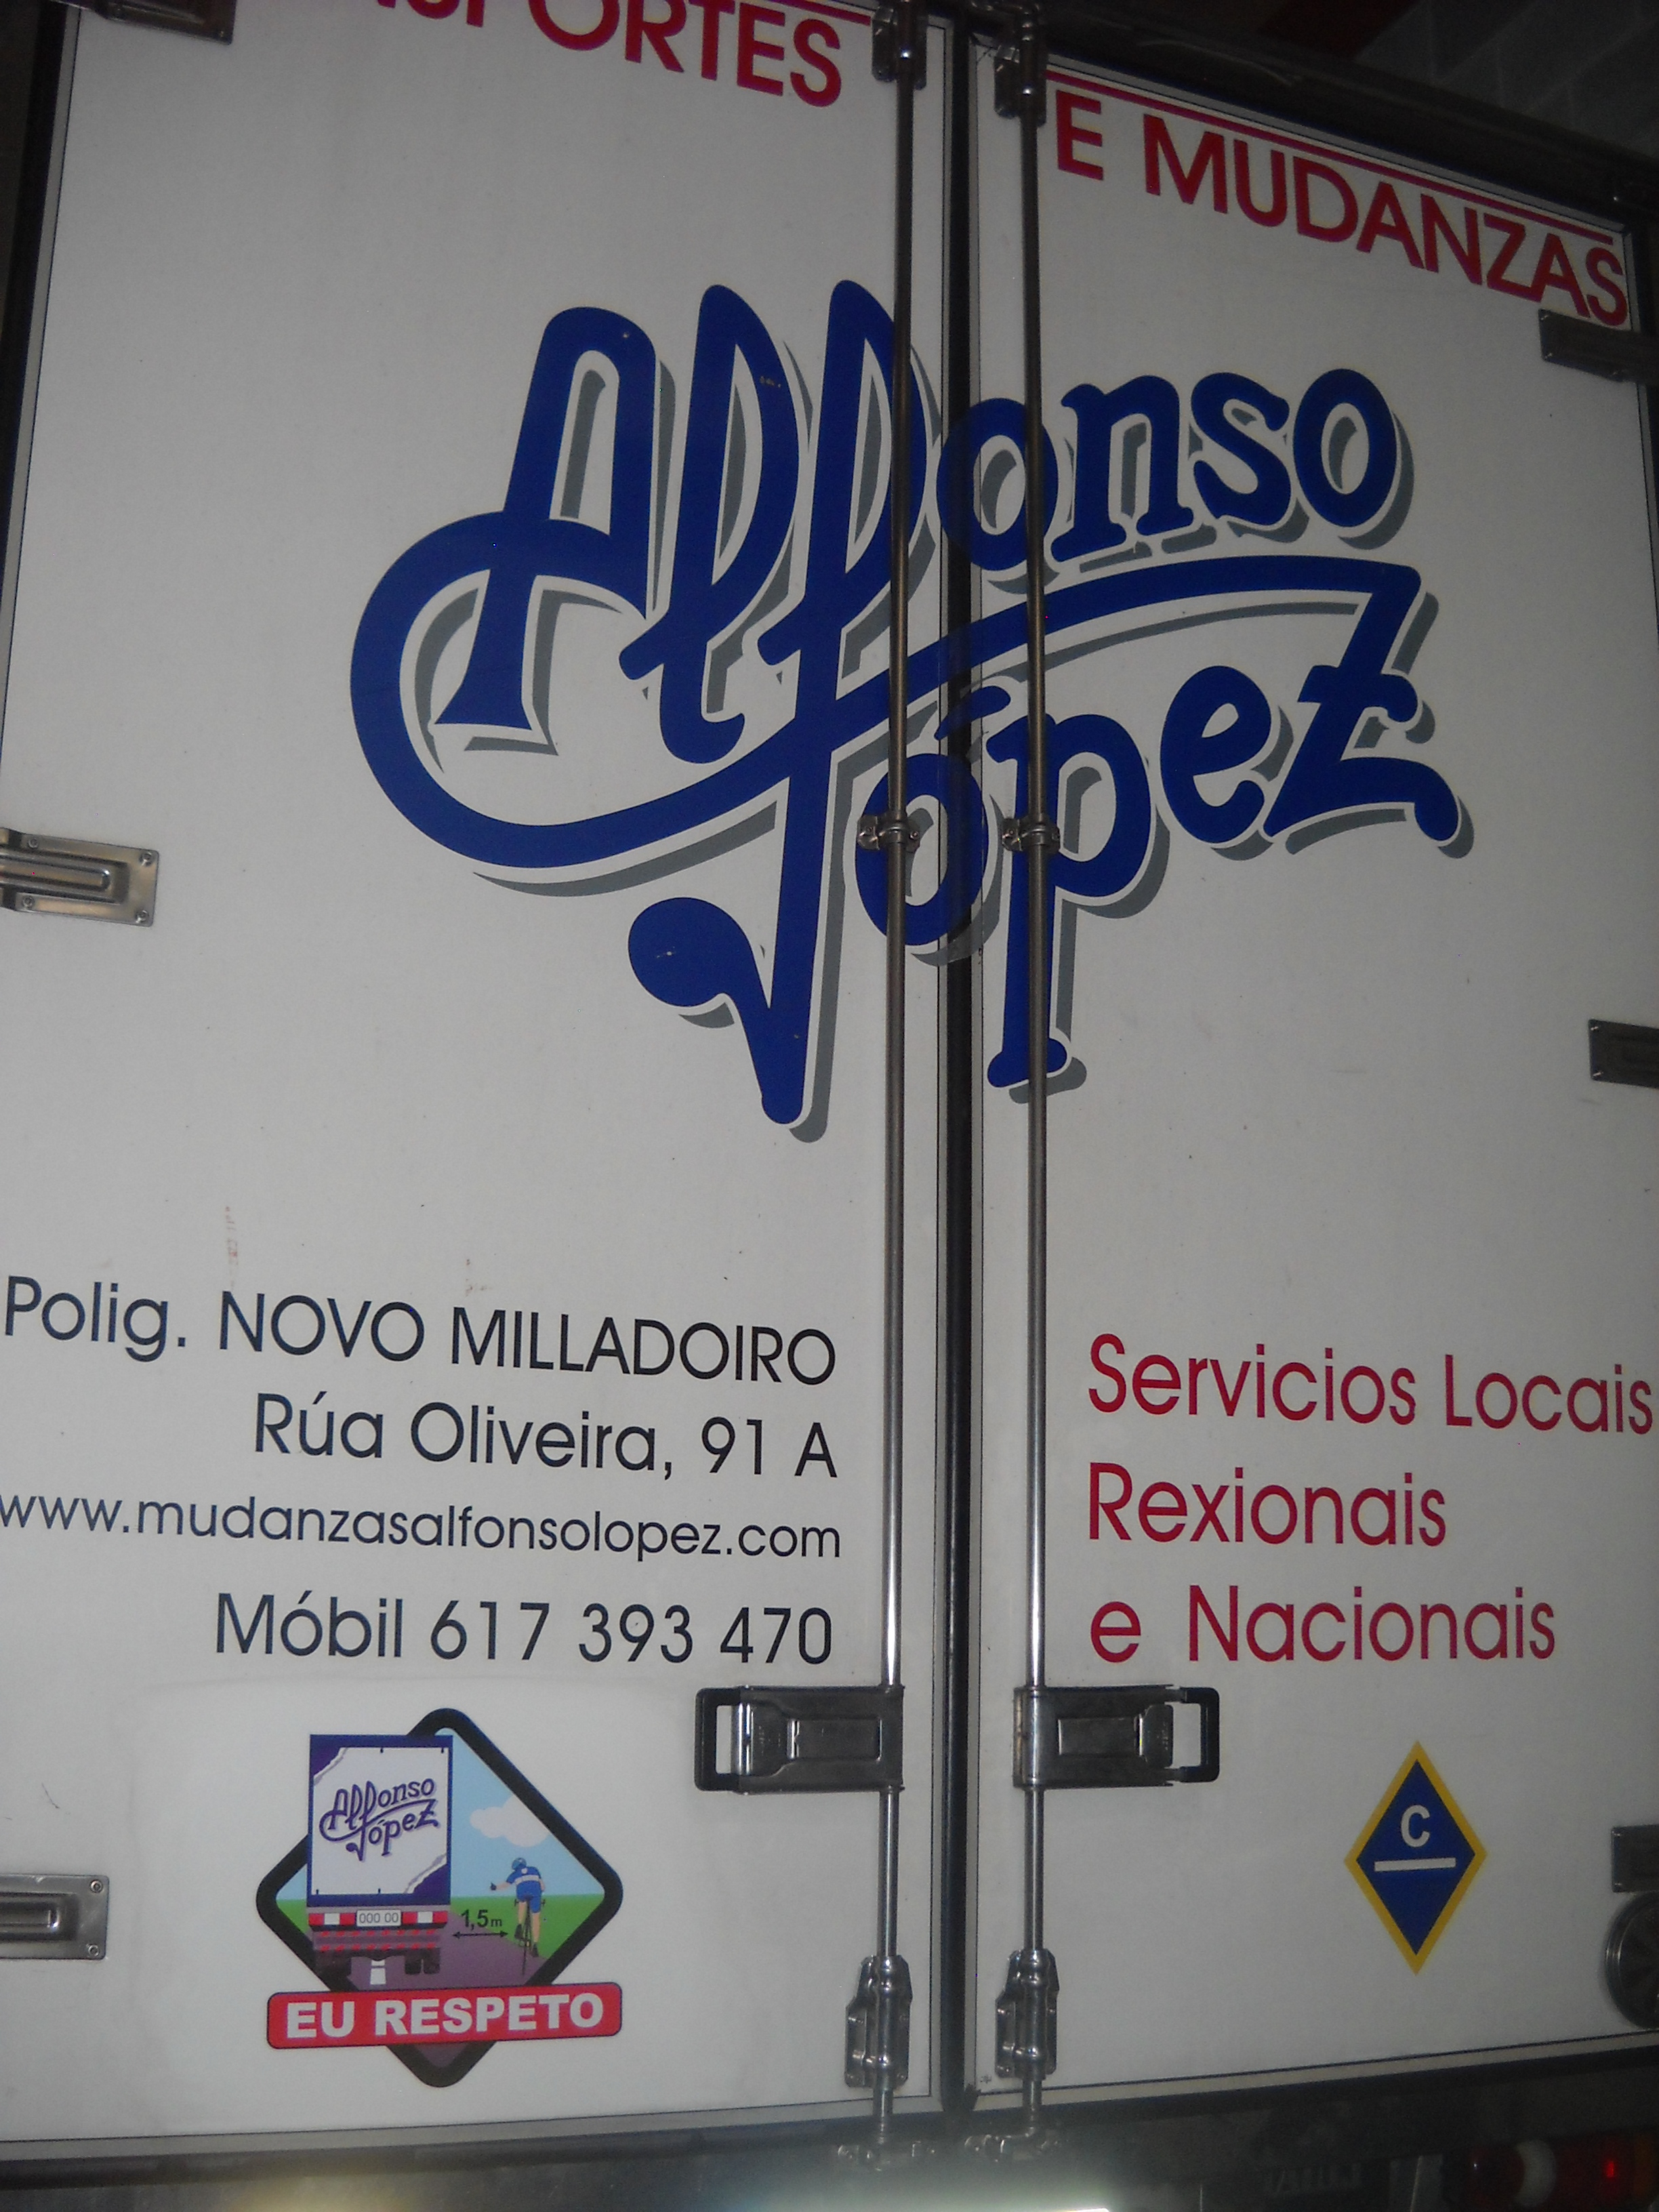 E MUDANZAS
Alfonso
López
Polig. NOVO MILLADOIRO
Rúa Oliveira, 91 A
www.mudanzasalfonsolopez.com
Móbil 617 393 470
Servicios Locais
Rexionais
e Nacionais
Alfonso
López
000 00
1,5m
EU RESPETO
C